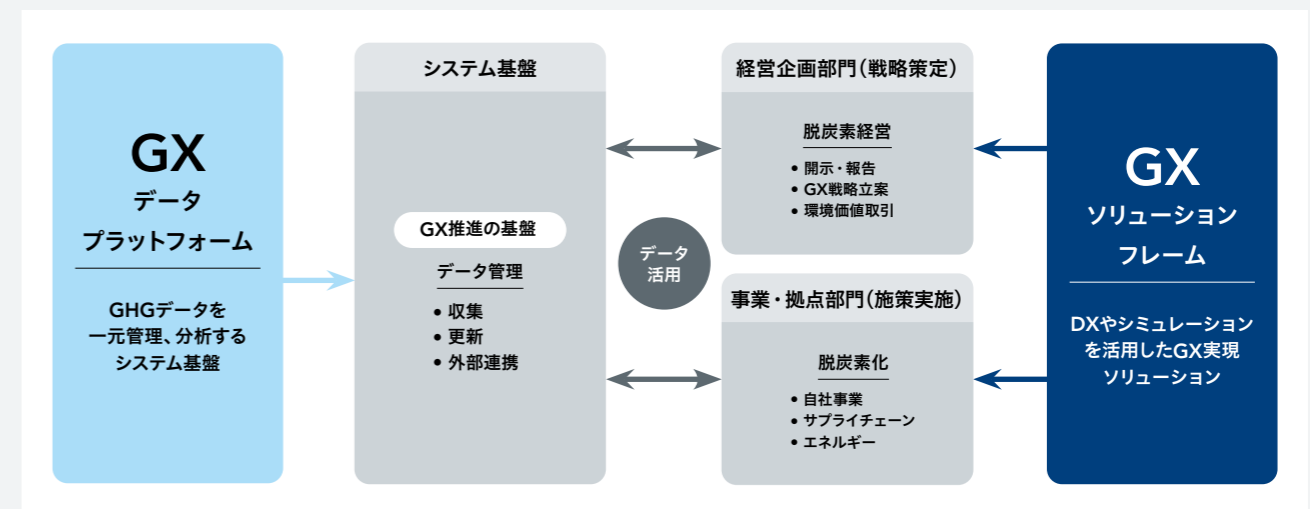 GX
データ
プラットフォーム
GHGデータを
一元管理、分析する
システム基盤
システム基盤
GX推進の基盤
データ管理
• 収集
• 更新
• 外部連携
データ
活用
経営企画部門(戦略策定)
脱炭素経営
• 開示・報告
• GX戦略立案
• 環境価値取引
事業・拠点部門(施策実施)
脱炭素化
• 自社事業
• サプライチェーン
• エネルギー
GX
ソリューション
フレーム
DXやシミュレーション
を活用したGX実現
ソリューション